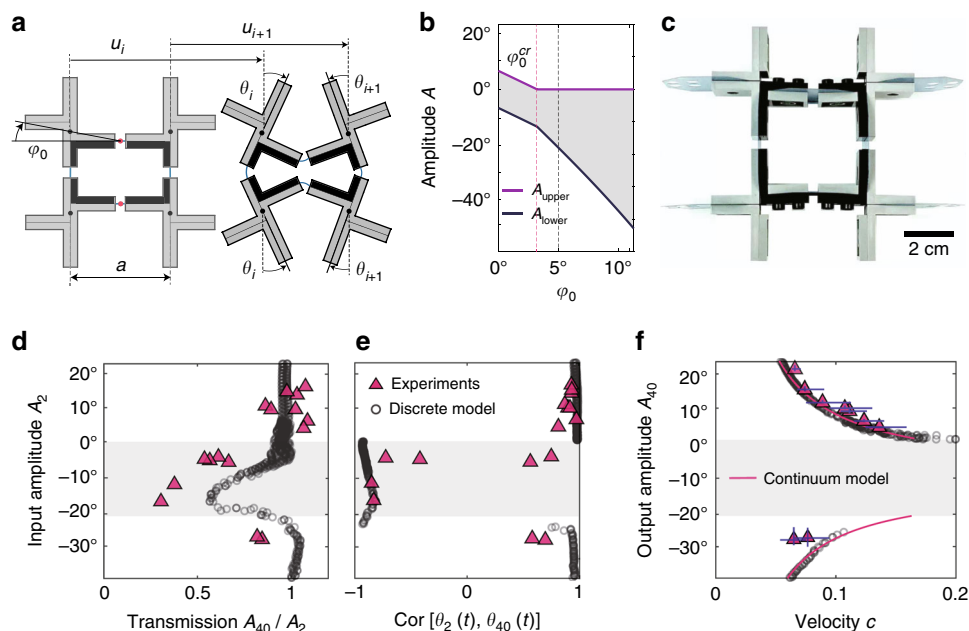 a
u_i
u_{i+1}
θ_i
θ_{i+1}
φ_0
a
θ_i
θ_{i+1}
b
20°
0°
−20°
−40°
Amplitude A
φ_0^{cr}
A_upper
A_lower
0°
5°
10°
φ_0
c
2 cm
d
20°
10°
0°
−10°
−20°
−30°
Input amplitude A_2
0
0.5
1
Transmission A_40 / A_2
e
Experiments
Discrete model
−1
0
1
Cor [θ_2 (t), θ_40 (t)]
f
20°
10°
0°
−10°
−20°
−30°
Output amplitude A_40
Continuum model
0
0.1
0.2
Velocity c